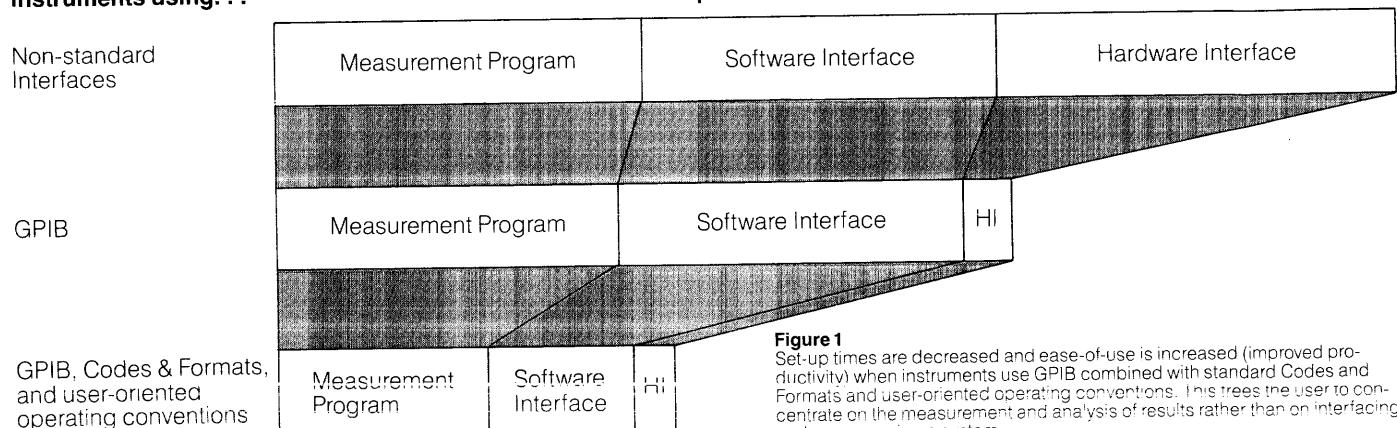 instruments using. . .
Non-standard
Interfaces
Measurement Program
Software Interface
Hardware Interface
GPIB
Measurement Program
Software Interface
HI
GPIB, Codes & Formats,
and user-oriented
operating conventions
Measurement
Program
Software
Interface
HI
Figure 1
Set-up times are decreased and ease-of-use is increased (improved pro-
ductivity) when instruments use GPIB combined with standard Codes and
Formats and user-oriented operating conventions. This frees the user to con-
centrate on the measurement and analysis of results rather than on interfacing